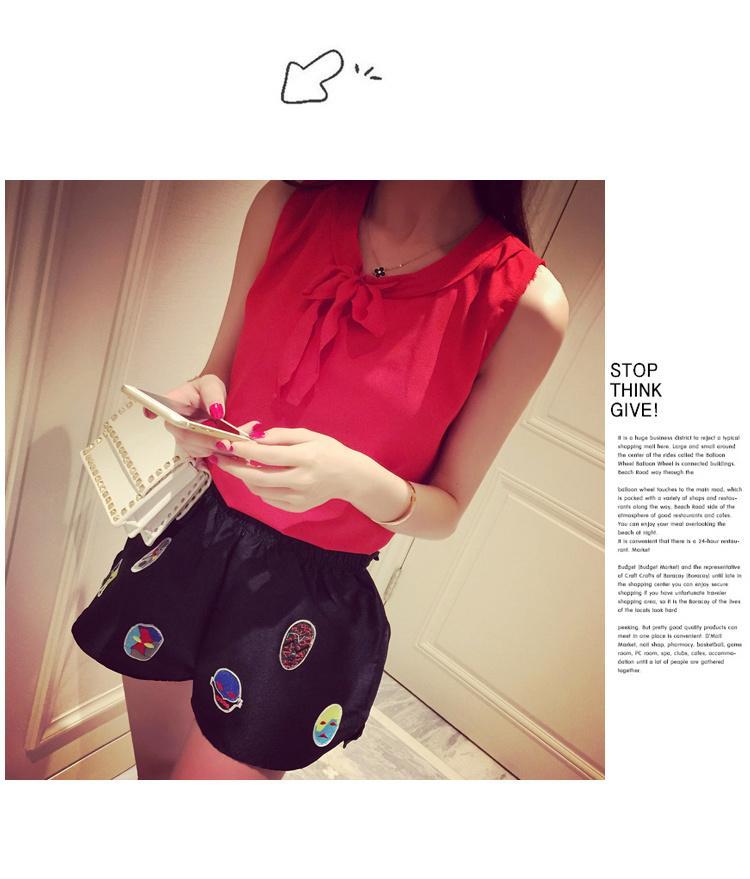 STOP
THINK
GIVE!
It is a huge business district to reject a typical
shopping mall here. Large and small around
the center of the rides called the Balloon
Wheel Balloon Wheel is connected buildings.
Beach Road way through the
balloon wheel touches to the main road, which
is packed with a variety of shops and restau-
rants along the way. Beach Road side of the
atmosphere of good restaurants and cafes.
You can enjoy your meal overlooking the
beach at night.
It is convenient that there is a 24-hour restau-
rant. Market
Budget (Budget Market) and the representative
of Craft Crafts of Boracay (Boracay) until late in
the shopping center you can enjoy secure
shopping if you have unfortunate traveler
shopping area, so it is the Boracay of the lives
of the locals look hard
peeking. But pretty good quality products can
meet in one place is convenient. D'Mall
Market, nail shop, pharmacy, basketball, game
room, PC room, spa, clubs, cafes, accommo-
dation until a lot of people are gathered
together.